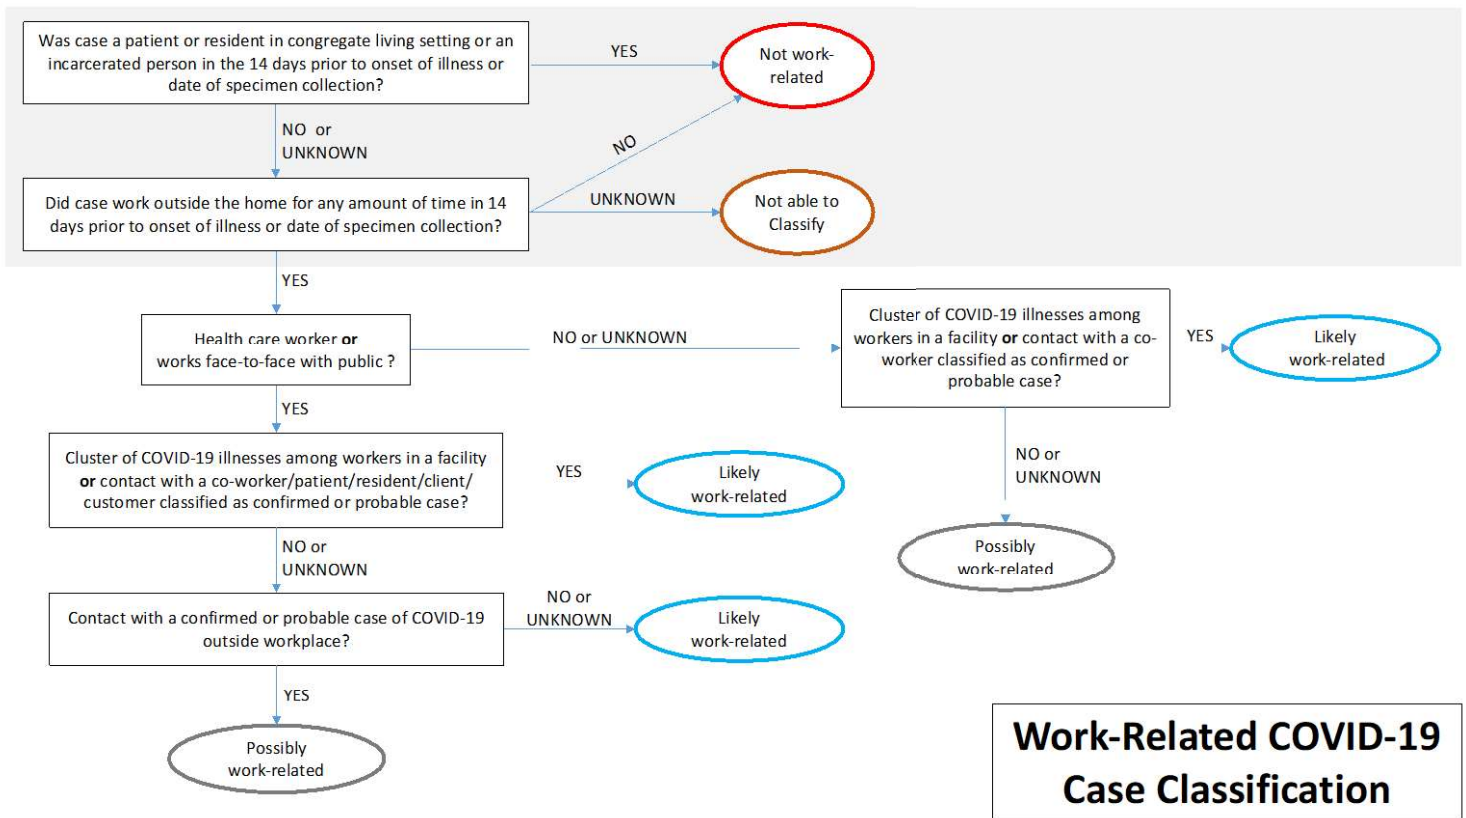 Was case a patient or resident in congregate living setting or an
incarcerated person in the 14 days prior to onset of illness or
date of specimen collection?
YES
Not work-
related
NO or
UNKNOWN
NO
Did case work outside the home for any amount of time in 14
days prior to onset of illness or date of specimen collection?
UNKNOWN
Not able to
Classify
YES
Health care worker or
works face-to-face with public ?
NO or UNKNOWN
Cluster of COVID-19 illnesses among
workers in a facility or contact with a co-
worker classified as confirmed or
probable case?
YES
Likely
work-related
YES
NO or
UNKNOWN
Possibly
work-related
Cluster of COVID-19 illnesses among workers in a facility
or contact with a co-worker/patient/resident/client/
customer classified as confirmed or probable case?
YES
Likely
work-related
NO or
UNKNOWN
Contact with a confirmed or probable case of COVID-19
outside workplace?
NO or
UNKNOWN
Likely
work-related
YES
Possibly
work-related
Work-Related COVID-19
Case Classification